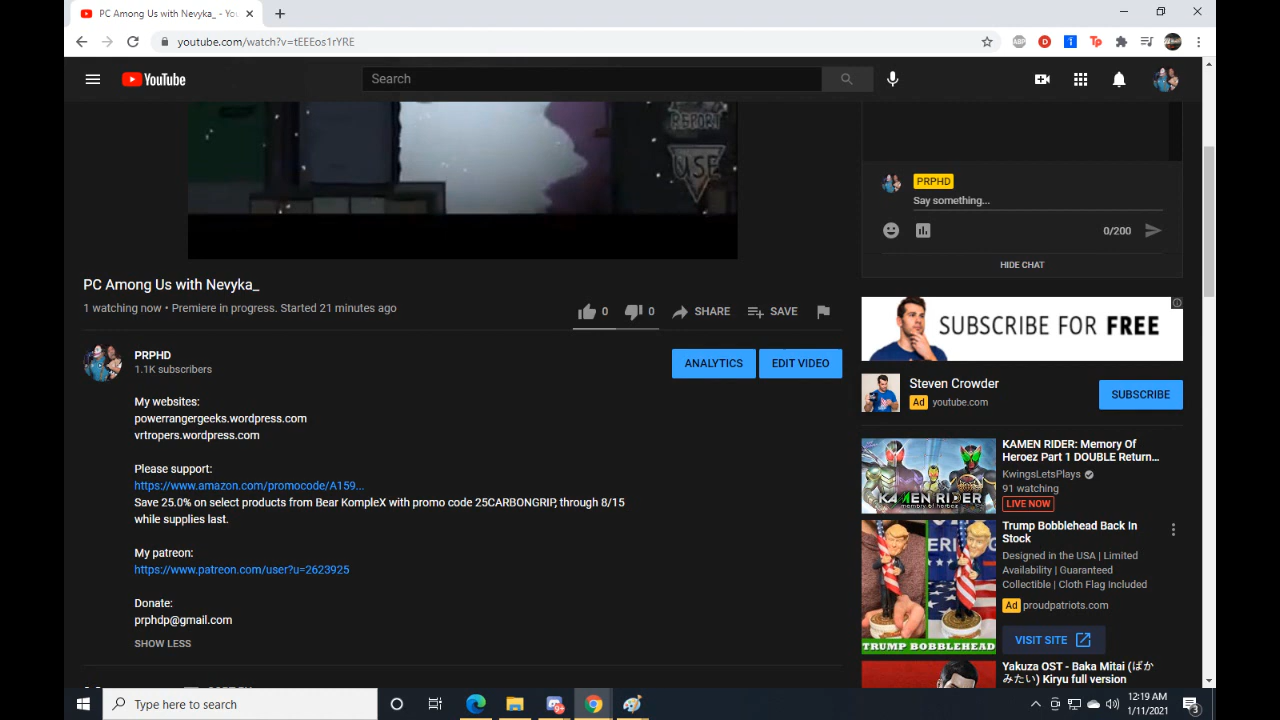 PC Among Us with Nevyka_ - You
youtube.com/watch?v=tEEEos1rYRE
YouTube
Search
REPORT
USE
PRPHD
Say something...
0/200
HIDE CHAT
PC Among Us with Nevyka_
1 watching now • Premiere in progress. Started 21 minutes ago
0
0
SHARE
SAVE
PRPHD
1.1K subscribers
ANALYTICS
EDIT VIDEO
My websites:
powerrangergeeks.wordpress.com
vrtropers.wordpress.com
Please support:
https://www.amazon.com/promocode/A159...
Save 25.0% on select products from Bear KompleX with promo code 25CARBONGRIP, through 8/15
while supplies last.
My patreon:
https://www.patreon.com/user?u=2623925
Donate:
prphdp@gmail.com
SHOW LESS
SUBSCRIBE FOR FREE
Steven Crowder
Ad youtube.com
SUBSCRIBE
KAMEN RIDER
KAMEN RIDER: Memory Of
Heroez Part 1 DOUBLE Return...
KwingsLetsPlays
91 watching
LIVE NOW
TRUMP BOBBLEHEAD
Trump Bobblehead Back In
Stock
Designed in the USA | Limited
Availability | Guaranteed
Collectible | Cloth Flag Included
Ad proudpatriots.com
VISIT SITE
Yakuza OST - Baka Mitai (ばか
みたい) Kiryu full version
Type here to search
12:19 AM
1/11/2021
3